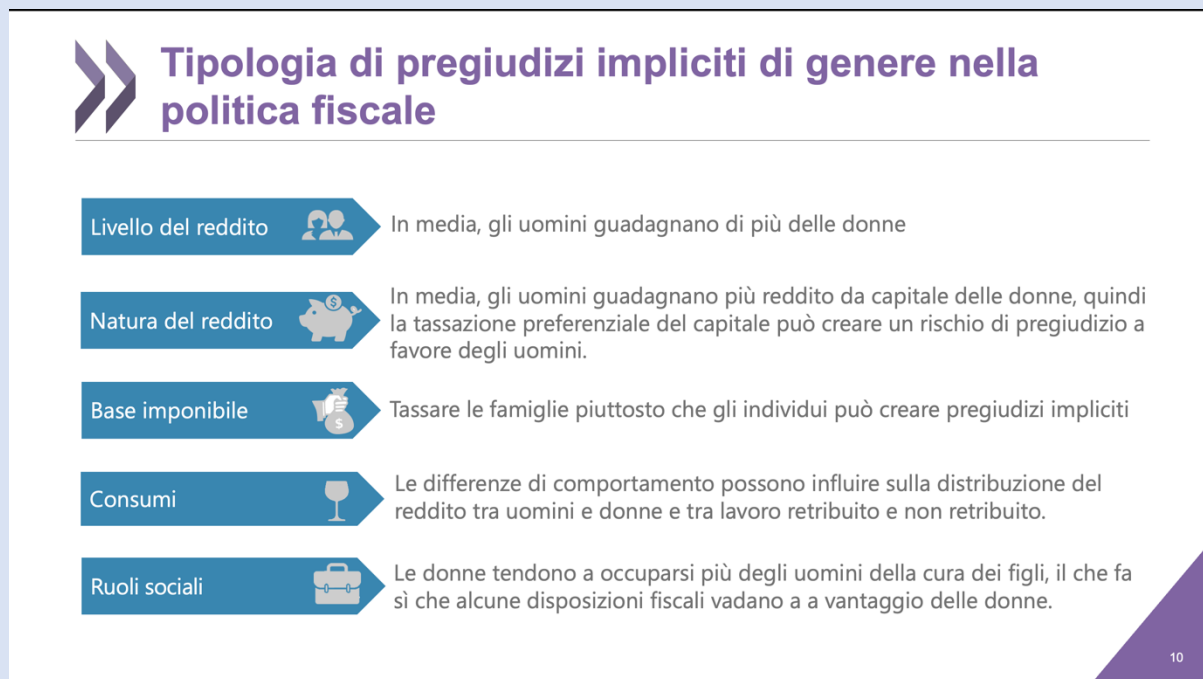 Tipologia di pregiudizi impliciti di genere nella
politica fiscale
Livello del reddito
In media, gli uomini guadagnano di più delle donne
Natura del reddito
In media, gli uomini guadagnano più reddito da capitale delle donne, quindi
la tassazione preferenziale del capitale può creare un rischio di pregiudizio a
favore degli uomini.
Base imponibile
Tassare le famiglie piuttosto che gli individui può creare pregiudizi impliciti
Consumi
Le differenze di comportamento possono influire sulla distribuzione del
reddito tra uomini e donne e tra lavoro retribuito e non retribuito.
Ruoli sociali
Le donne tendono a occuparsi più degli uomini della cura dei figli, il che fa
sì che alcune disposizioni fiscali vadano a a vantaggio delle donne.
10